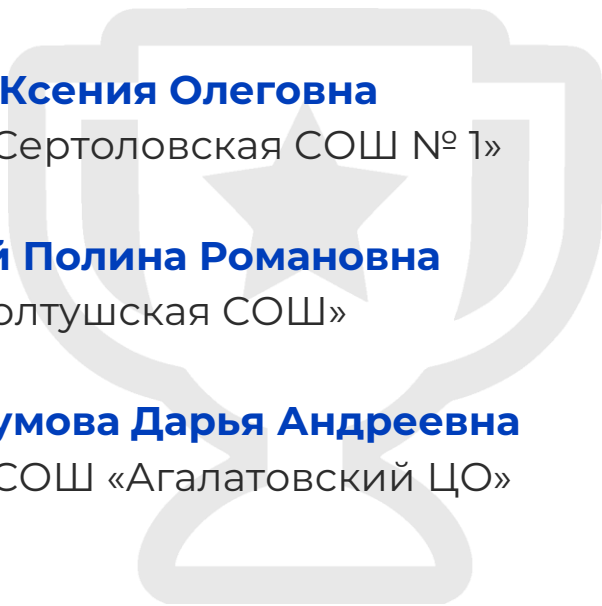 Ксения Олеговна
Сертоловская СОШ № 1»
й Полина Романовна
олтушская СОШ»
умова Дарья Андреевна
СОШ «Агалатовский ЦО»